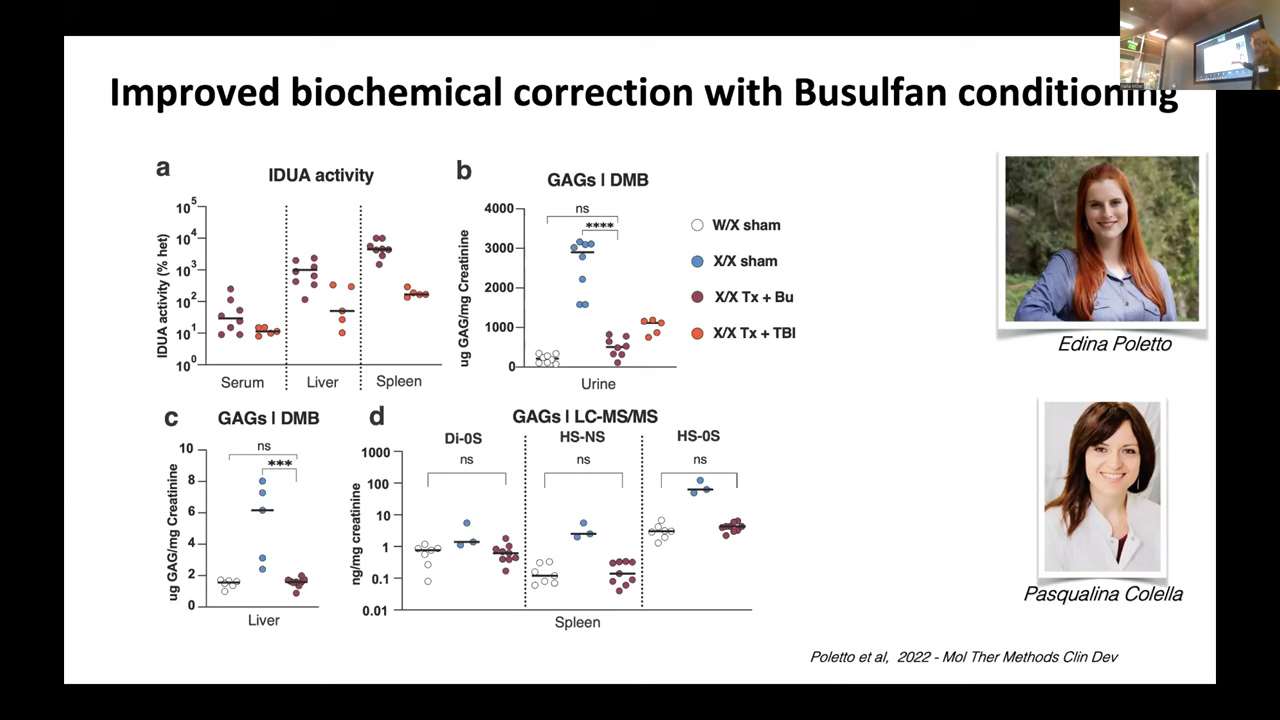 Improved biochemical correction with Busulfan conditioning
a
IDUA activity
IDUA activity (% het)
10^5
10^4
10^3
10^2
10^1
10^0
Serum
Liver
Spleen
b
GAGs | DMB
ug GAG/mg Creatinine
4000
3000
2000
1000
0
ns
****
Urine
W/X sham
X/X sham
X/X Tx + Bu
X/X Tx + TBI
Edina Poletto
c
GAGs | DMB
ug GAG/mg Creatinine
10
8
6
4
2
0
ns
***
Liver
d
GAGs | LC-MS/MS
Di-0S
HS-NS
HS-0S
ng/mg creatinine
1000
100
10
1
0.1
0.01
ns
ns
ns
Spleen
Pasqualina Colella
Poletto et al, 2022 - Mol Ther Methods Clin Dev